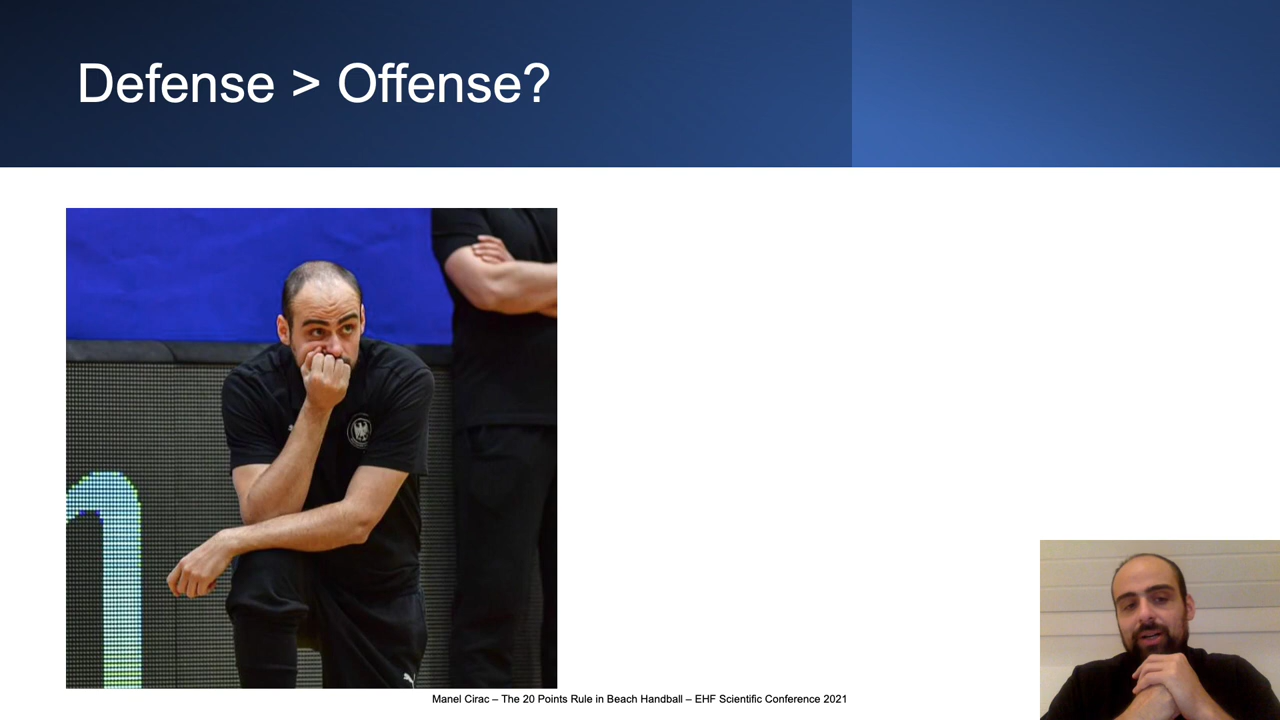 Defense > Offense?
Manel Cirac – The 20 Points Rule in Beach Handball – EHF Scientific Conference 2021